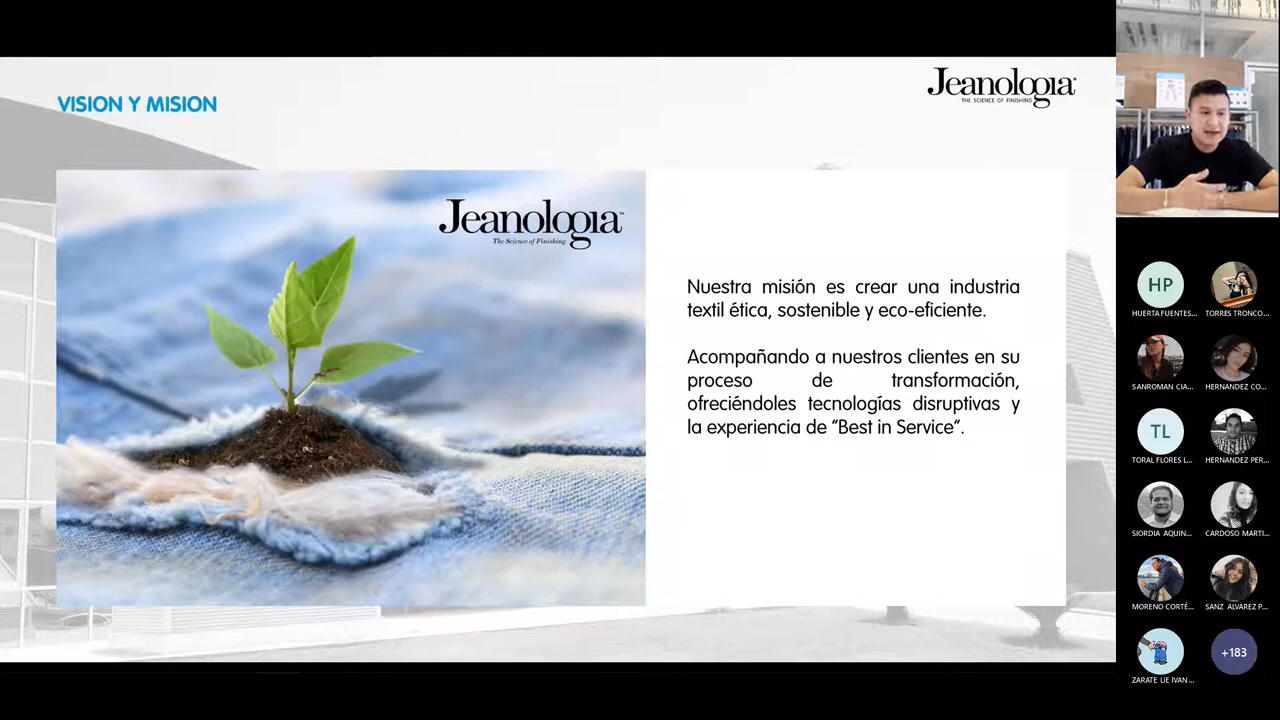 VISION Y MISION
Jeanologia
THE SCIENCE OF FINISHING
Jeanologia
The Science of Finishing
Nuestra misión es crear una industria
textil ética, sostenible y eco-eficiente.
Acompañando a nuestros clientes en su
proceso de transformación,
ofreciéndoles tecnologías disruptivas y
la experiencia de “Best in Service”.
HP
HUERTA FUENTES...
TORRES TRONCO...
SANROMAN CIA...
HERNANDEZ CO...
TL
TORAL FLORES L...
HERNANDEZ PER...
SIORDIA AQUIN...
CARDOSO MARTI...
MORENO CORTÉ...
SANZ ALVAREZ P...
+183
ZARATE LIE IVAN...